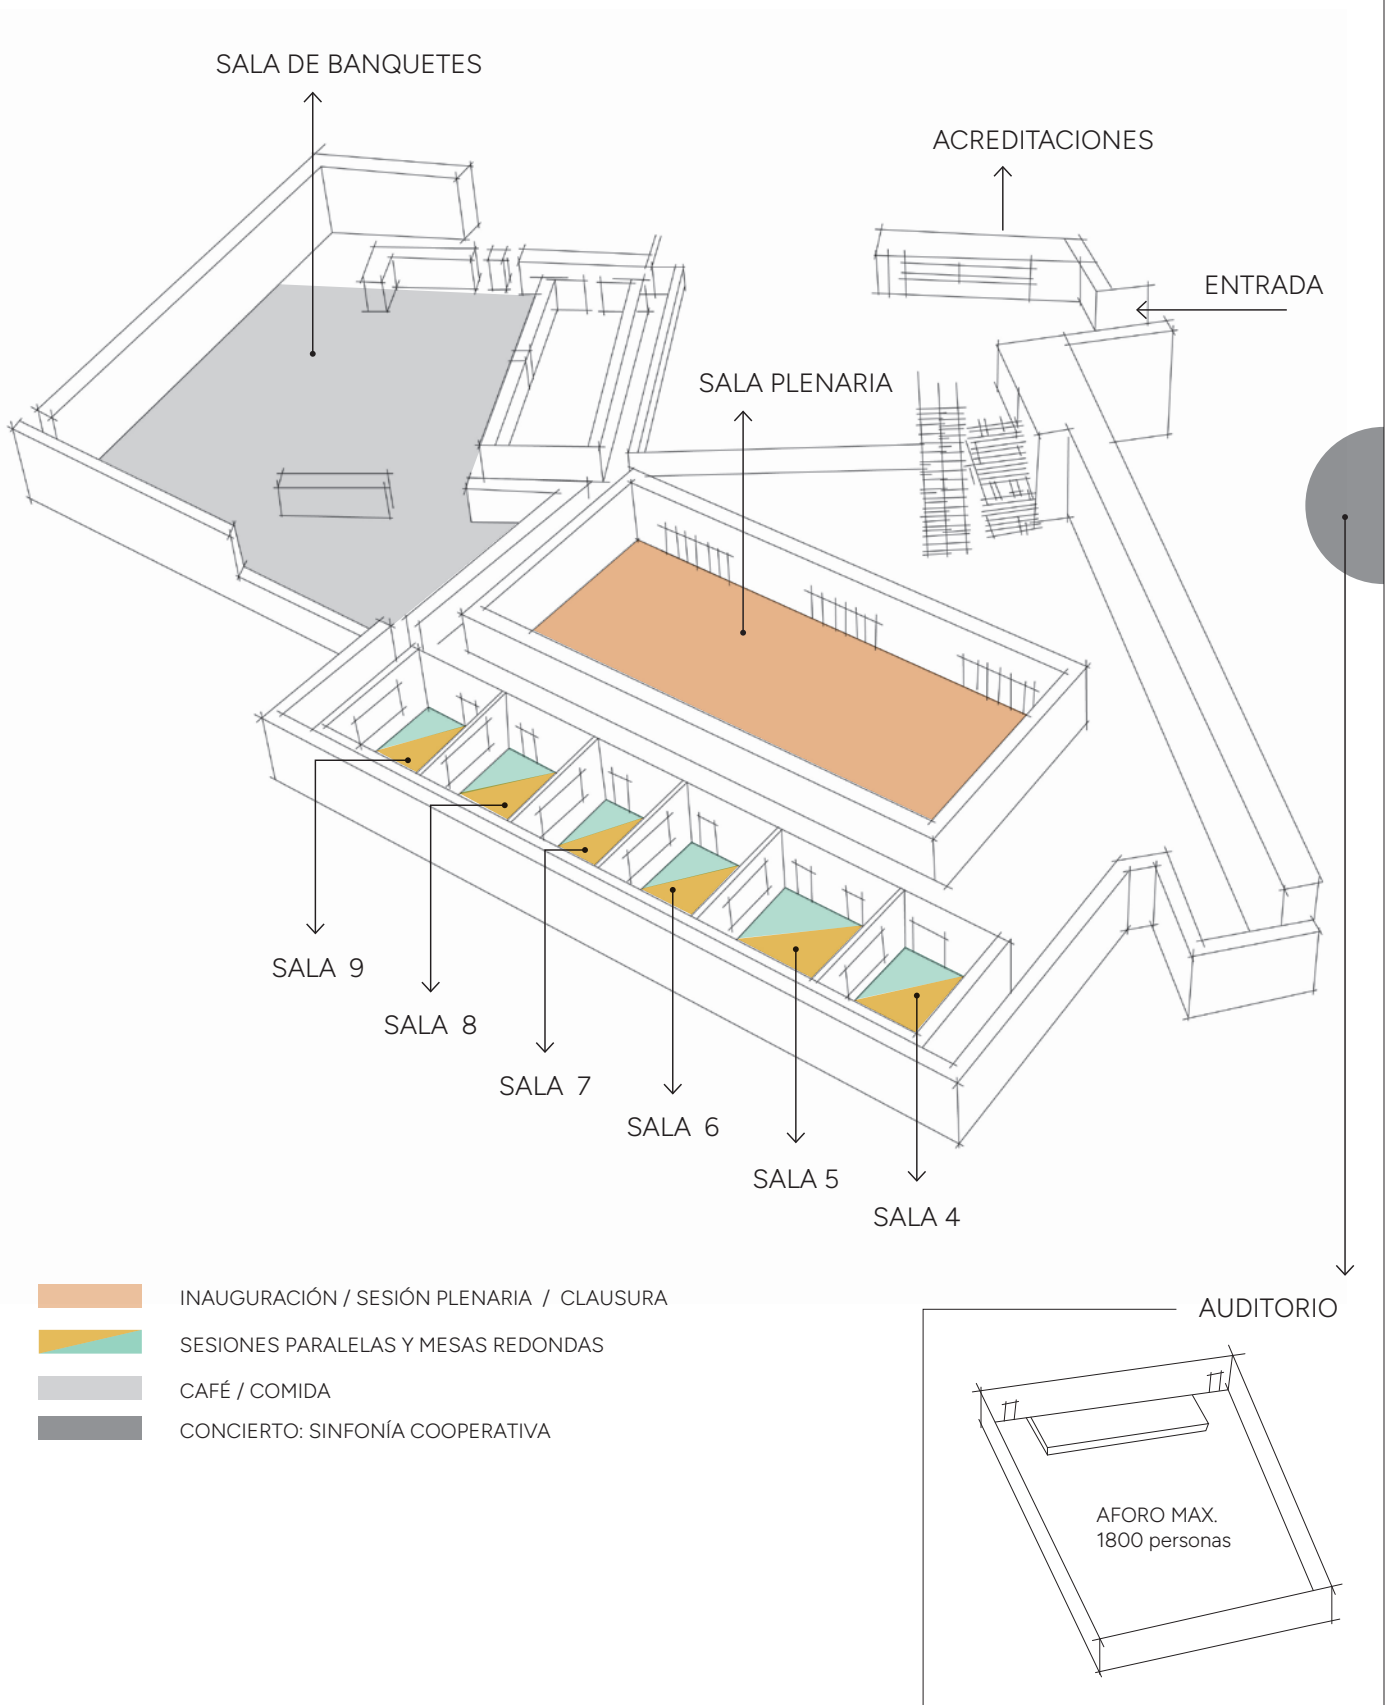 SALA DE BANQUETES
ACREDITACIONES
ENTRADA
SALA PLENARIA
SALA 9
SALA 8
SALA 7
SALA 6
SALA 5
SALA 4
INAUGURACIÓN / SESIÓN PLENARIA / CLAUSURA
SESIONES PARALELAS Y MESAS REDONDAS
CAFÉ / COMIDA
CONCIERTO: SINFONÍA COOPERATIVA
AUDITORIO
AFORO MAX.
1800 personas